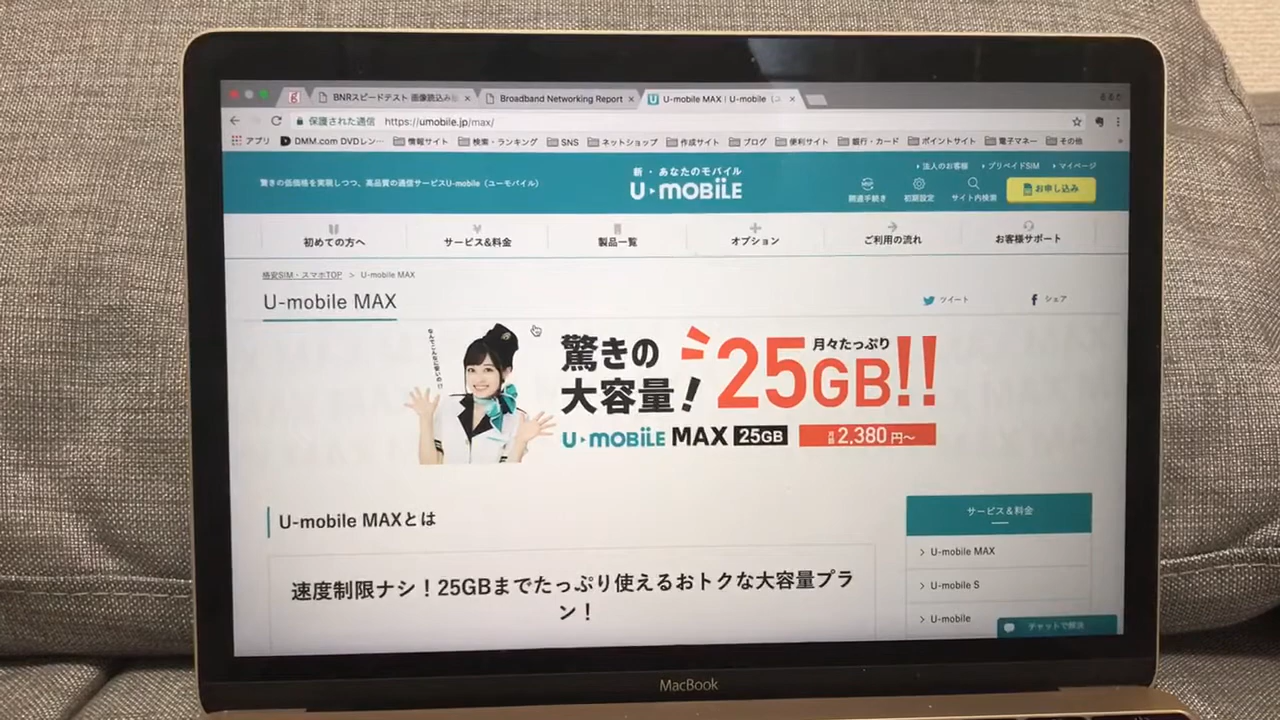 BNRスピードテスト 画像読込み版
Broadband Networking Report
U-mobile MAX | U-mobile（ユ
るるか
保護された通信 https://umobile.jp/max/
アプリ DMM.com DVDレン… 情報サイト 検索・ランキング SNS ネットショップ 作成サイト ブログ 便利サイト 銀行・カード ポイントサイト 電子マネー その他
法人のお客様 プリペイドSIM マイページ
驚きの低価格を実現しつつ、高品質の通信サービスU-mobile（ユーモバイル）
新・あなたのモバイル
U-MOBILE
開通手続き 初期設定 サイト内検索 お申し込み
初めての方へ サービス&料金 製品一覧 オプション ご利用の流れ お客様サポート
格安SIM・スマホTOP > U-mobile MAX
U-mobile MAX
ツイート シェア
なんでこんなに安いの!?
驚きの
大容量！
月々たっぷり
25GB!!
U-MOBILE MAX 25GB 月額 2,380円〜
U-mobile MAXとは
速度制限ナシ！25GBまでたっぷり使えるおトクな大容量プラ
ン！
サービス＆料金
U-mobile MAX
U-mobile S
U-mobile
チャットで解決
MacBook